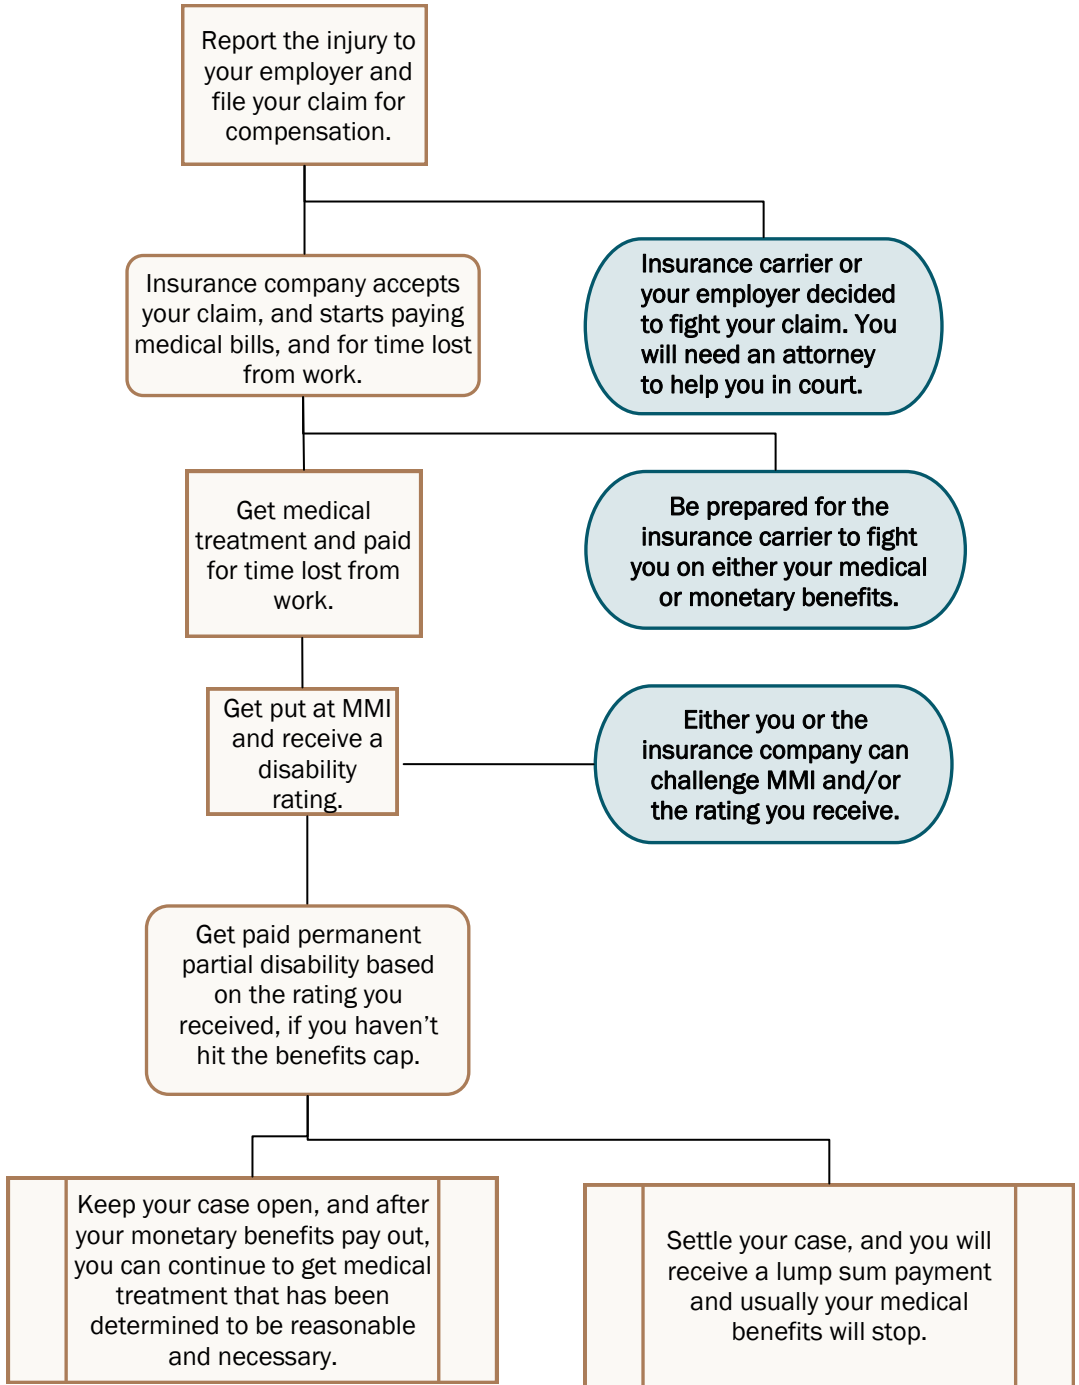 Report the injury to
your employer and
file your claim for
compensation.
Insurance company accepts
your claim, and starts paying
medical bills, and for time lost
from work.
Insurance carrier or
your employer decided
to fight your claim. You
will need an attorney
to help you in court.
Get medical
treatment and paid
for time lost from
work.
Be prepared for the
insurance carrier to fight
you on either your medical
or monetary benefits.
Get put at MMI
and receive a
disability
rating.
Either you or the
insurance company can
challenge MMI and/or
the rating you receive.
Get paid permanent
partial disability based
on the rating you
received, if you haven't
hit the benefits cap.
Keep your case open, and after
your monetary benefits pay out,
you can continue to get medical
treatment that has been
determined to be reasonable
and necessary.
Settle your case, and you will
receive a lump sum payment
and usually your medical
benefits will stop.